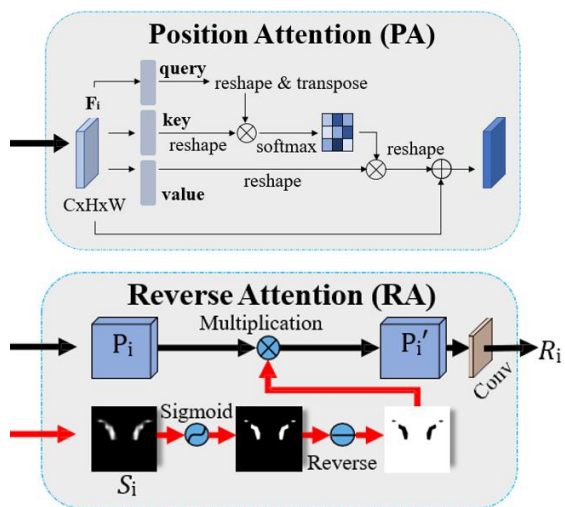 Position Attention (PA)
query
reshape & transpose
Fi
key
reshape
softmax
reshape
reshape
value
CxHxW
Reverse Attention (RA)
Multiplication
Pi
Pi′
Conv
Ri
Sigmoid
Reverse
Si